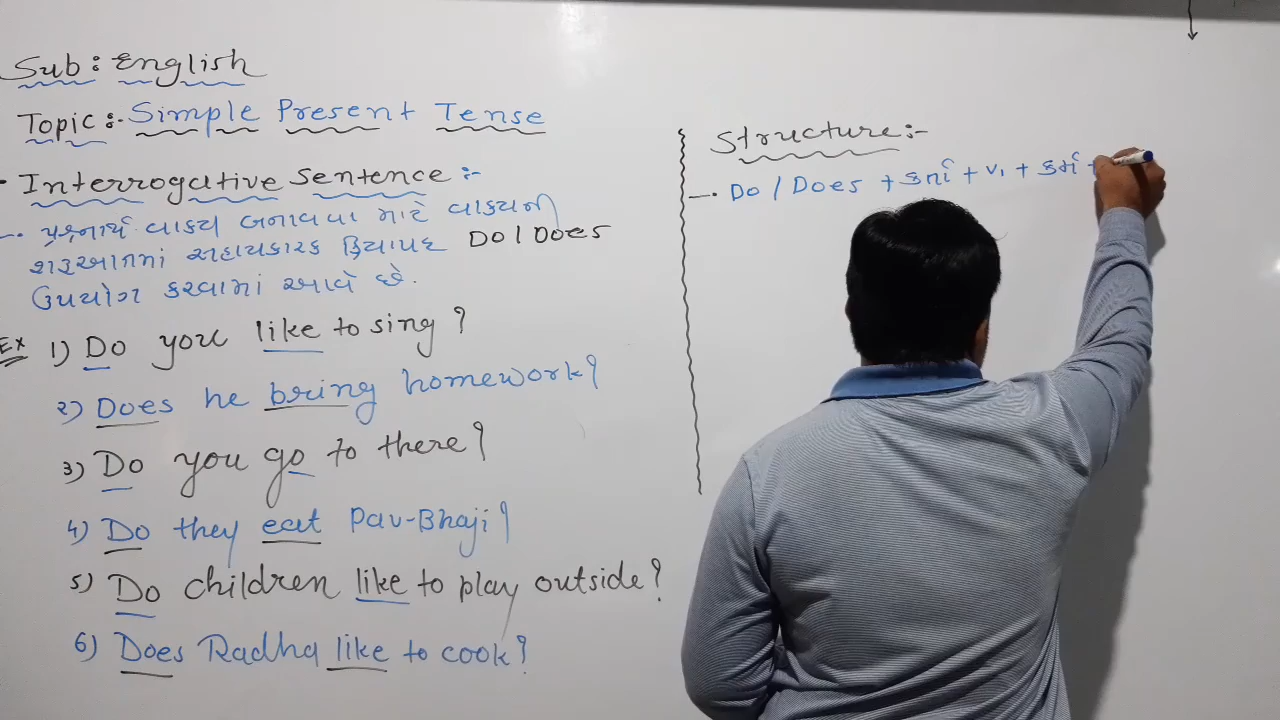 Sub: English
Topic:- Simple Present Tense
Interrogative Sentence :-
પ્રશ્નાર્થ વાક્ય બનાવવા માટે વાક્યની
શરૂઆતમાં સહાયકારક ક્રિયાપદ Do / Does
ઉપયોગ કરવામાં આવે છે.
Ex 1) Do you like to sing?
2) Does he bring homework?
3) Do you go to there?
4) Do they eat Pav-Bhaji?
5) Do children like to play outside?
6) Does Radha like to cook?
Structure:-
Do / Does + કર્તા + V1 + કર્મ +